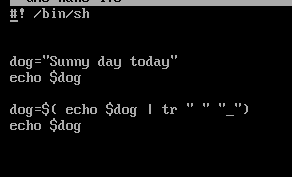 #! /bin/sh
dog="Sunny day today"
echo $dog
dog=$( echo $dog | tr " " "_")
echo $dog